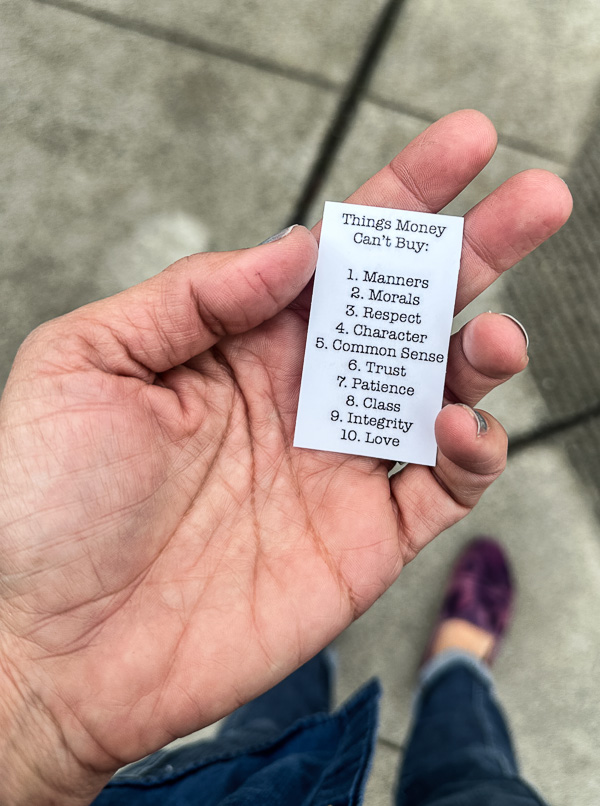 Things Money
Can't Buy:
1. Manners
2. Morals
3. Respect
4. Character
5. Common Sense
6. Trust
7. Patience
8. Class
9. Integrity
10. Love